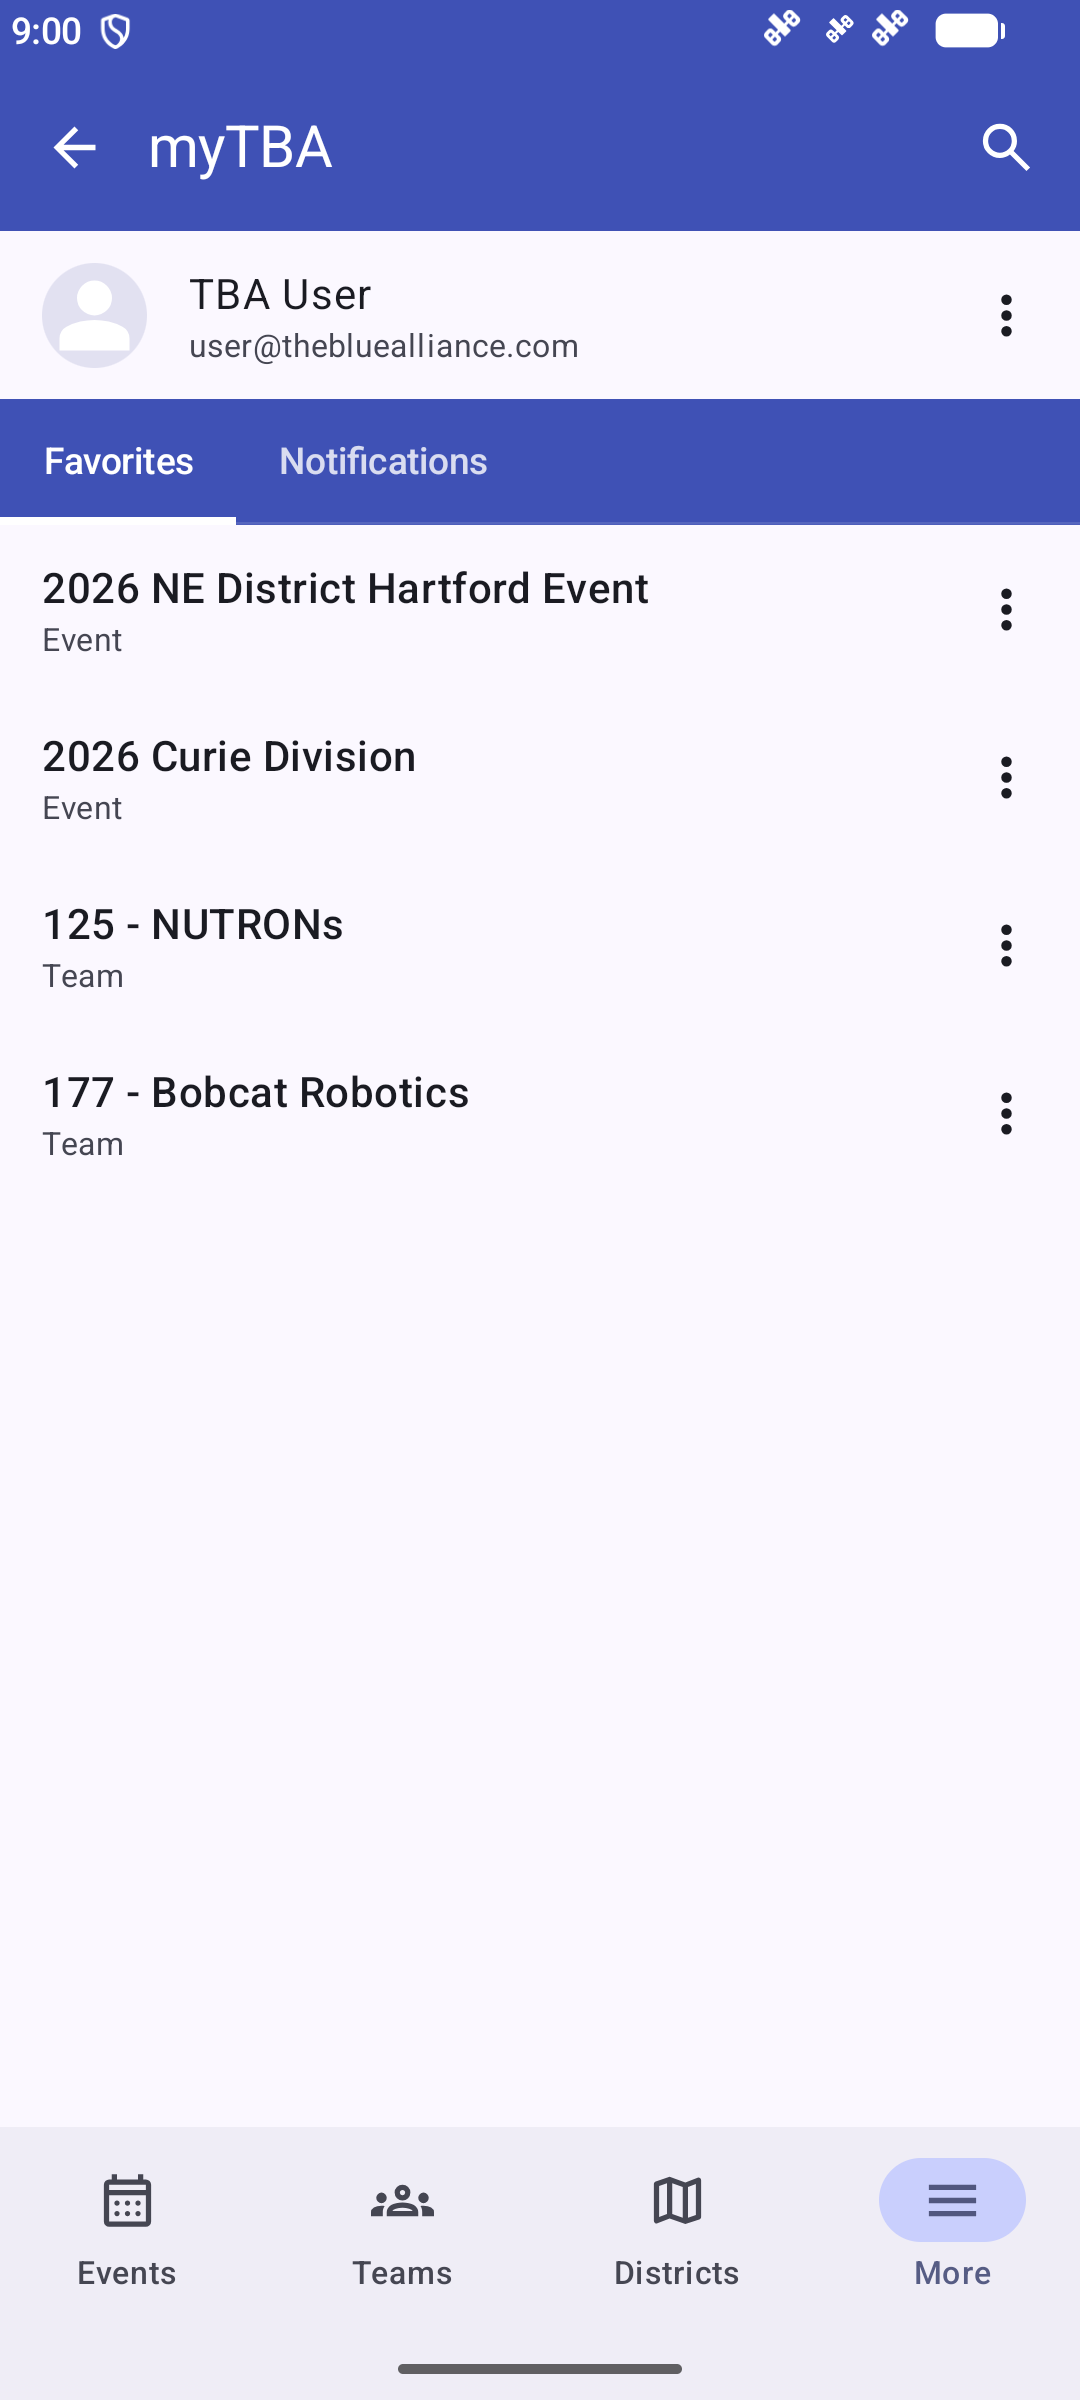 9:00
myTBA
TBA User
user@thebluealliance.com
Favorites
Notifications
2026 NE District Hartford Event
Event
2026 Curie Division
Event
125 - NUTRONs
Team
177 - Bobcat Robotics
Team
Events
Teams
Districts
More